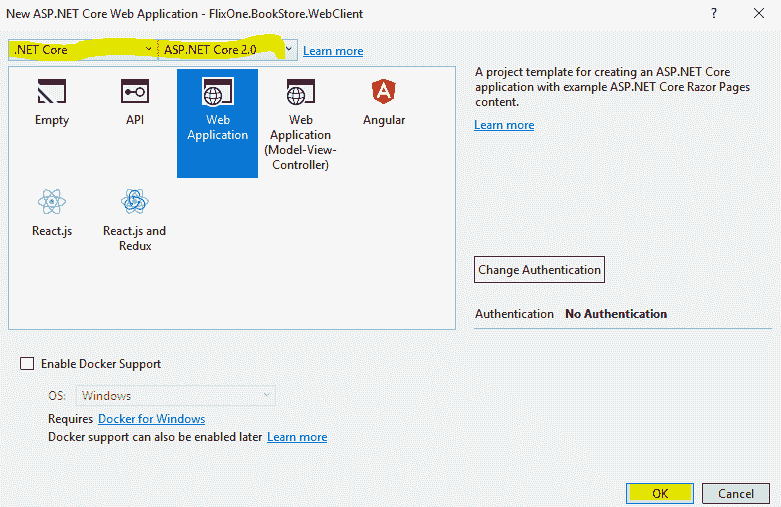 New ASP.NET Core Web Application - FlixOne.BookStore.WebClient
.NET Core ASP.NET Core 2.0 Learn more
Empty
API
Web
Application
Web
Application
(Model-View-
Controller)
Angular
React.js
React.js and
Redux
A project template for creating an ASP.NET Core
application with example ASP.NET Core Razor Pages
content.
Learn more
Change Authentication
Authentication No Authentication
Enable Docker Support
OS: Windows
Requires Docker for Windows
Docker support can also be enabled later Learn more
OK Cancel